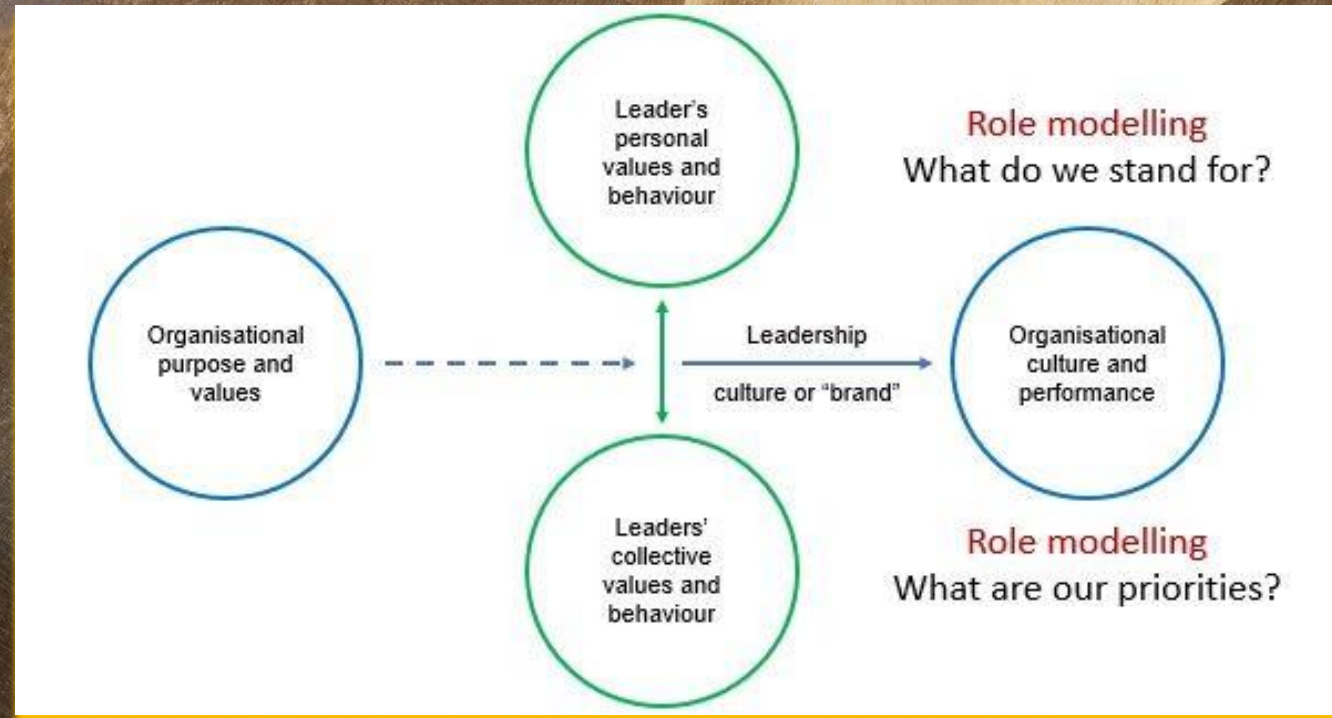 Leader's
personal
values and
behaviour
Role modelling
What do we stand for?
Organisational
purpose and
values
Leadership
culture or “brand”
Organisational
culture and
performance
Leaders'
collective
values and
behaviour
Role modelling
What are our priorities?